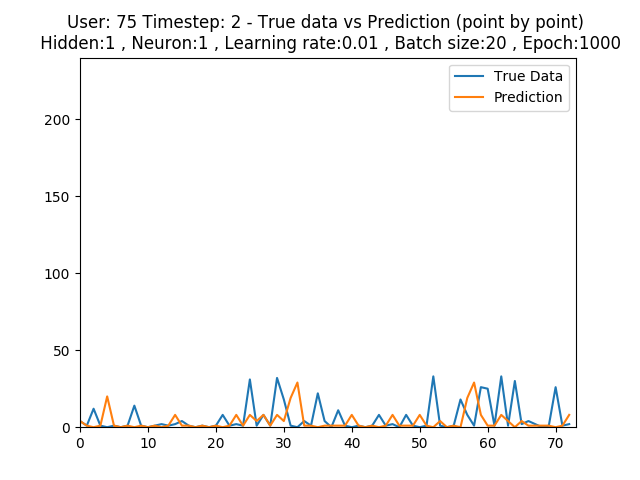 User: 75 Timestep: 2 - True data vs Prediction (point by point)
Hidden:1 , Neuron:1 , Learning rate:0.01 , Batch size:20 , Epoch:1000
True Data
Prediction
200
150
100
50
0
0 10 20 30 40 50 60 70